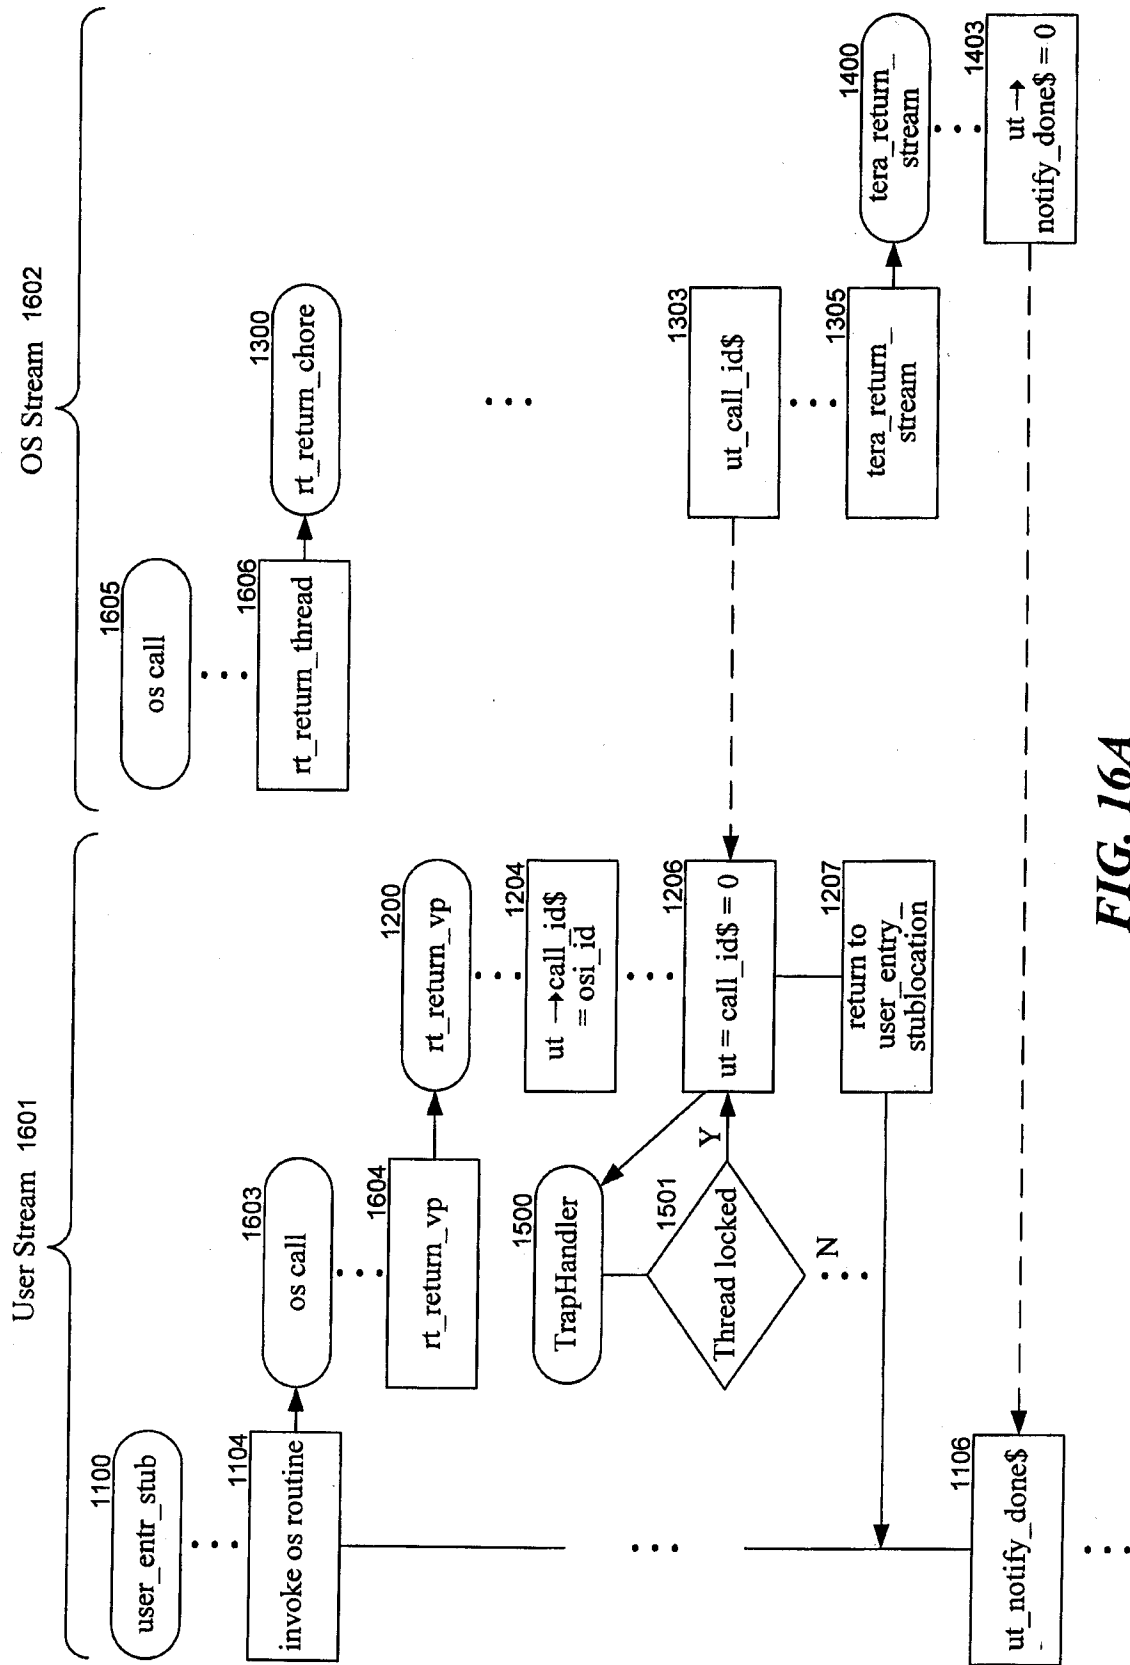 User Stream 1601
OS Stream 1602
1100
user_entr_stub
1104
invoke os routine
1603
os call
1604
rt_return_vp
1200
rt_return_vp
1204
ut →call_id$
= osi_id
1500
TrapHandler
1501
Thread locked
Y
N
1206
ut = call_id$ = 0
1207
return to
user_entry_
stublocation
1106
ut_notify_done$
1605
os call
1606
rt_return_thread
1300
rt_return_chore
1303
ut_call_id$
1305
tera_return_
stream
1400
tera_return_
stream
1403
ut →
notify_done$ = 0
FIG. 16A